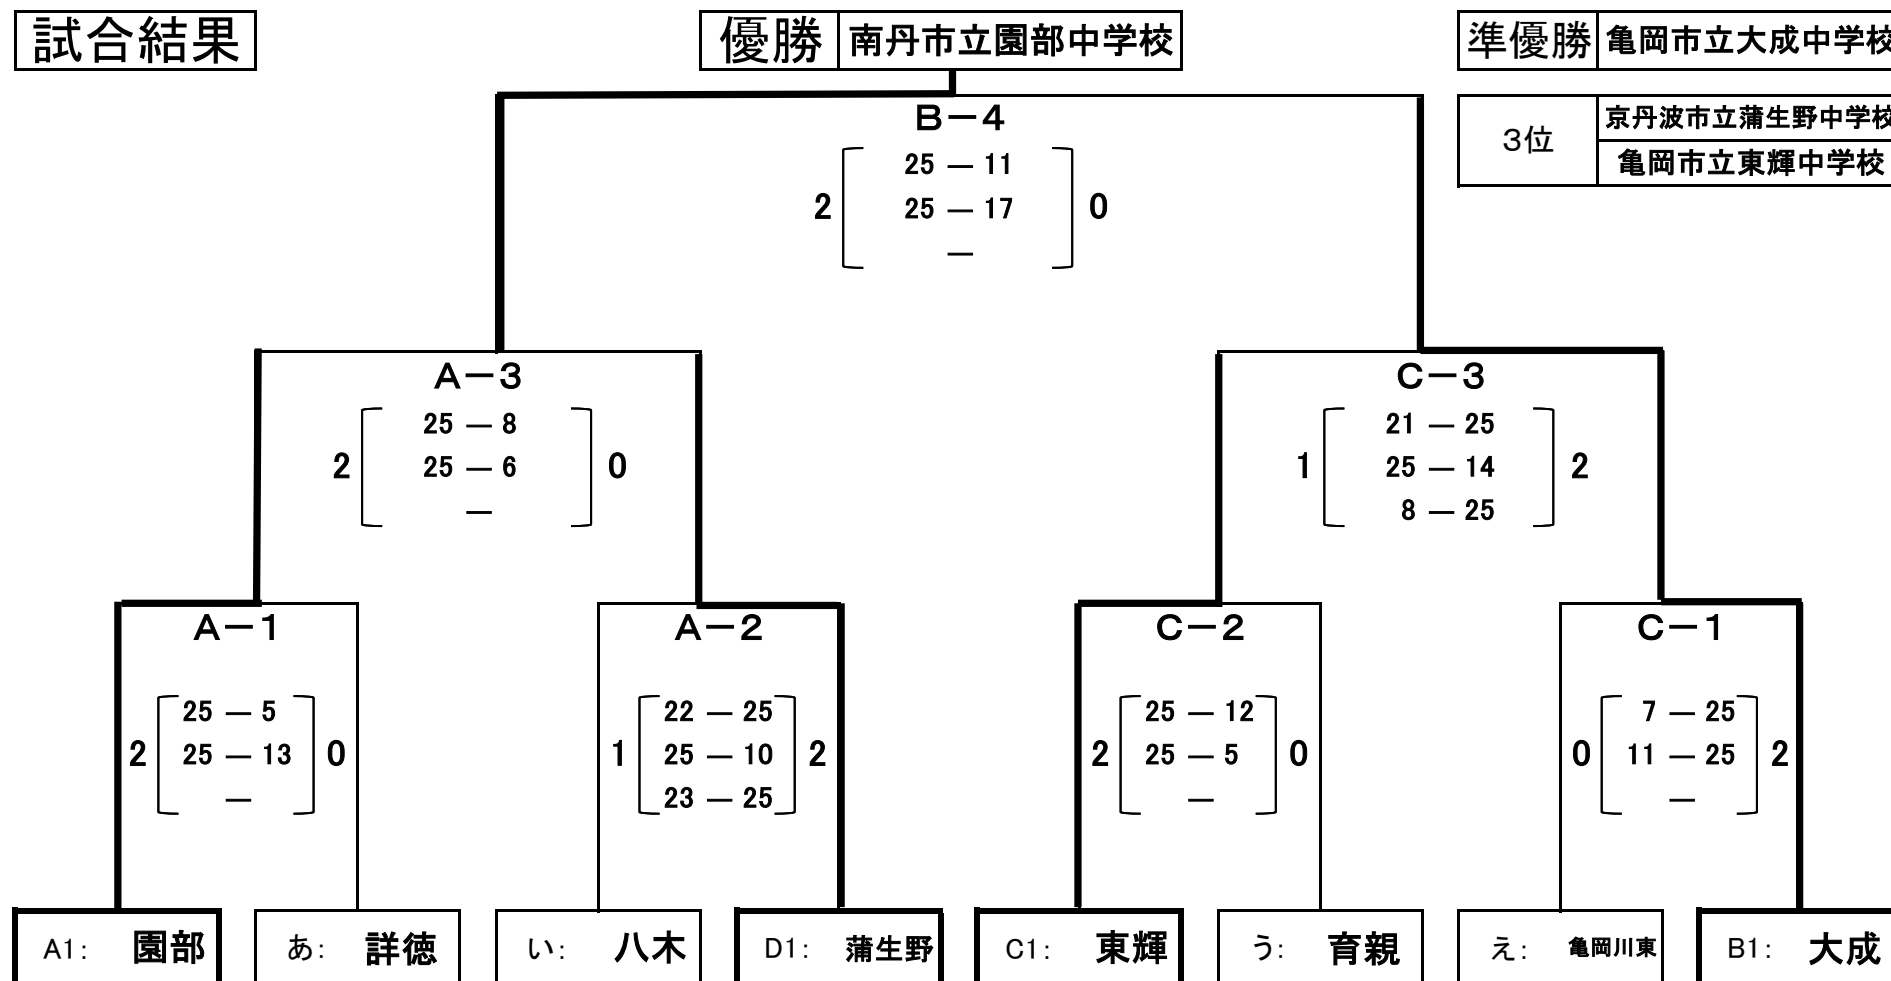 試合結果
優勝 南丹市立園部中学校
準優勝 亀岡市立大成中学校
3位
京丹波市立蒲生野中学校
亀岡市立東輝中学校
B－4
25 — 11
2 25 — 17 0
—
A－3
25 — 8
2 25 — 6 0
—
C－3
21 — 25
1 25 — 14 2
8 — 25
A－1
25 — 5
2 25 — 13 0
—
A－2
22 — 25
1 25 — 10 2
23 — 25
C－2
25 — 12
2 25 — 5 0
—
C－1
7 — 25
0 11 — 25 2
—
A1: 園部
あ: 詳徳
い: 八木
D1: 蒲生野
C1: 東輝
う: 育親
え: 亀岡川東
B1: 大成